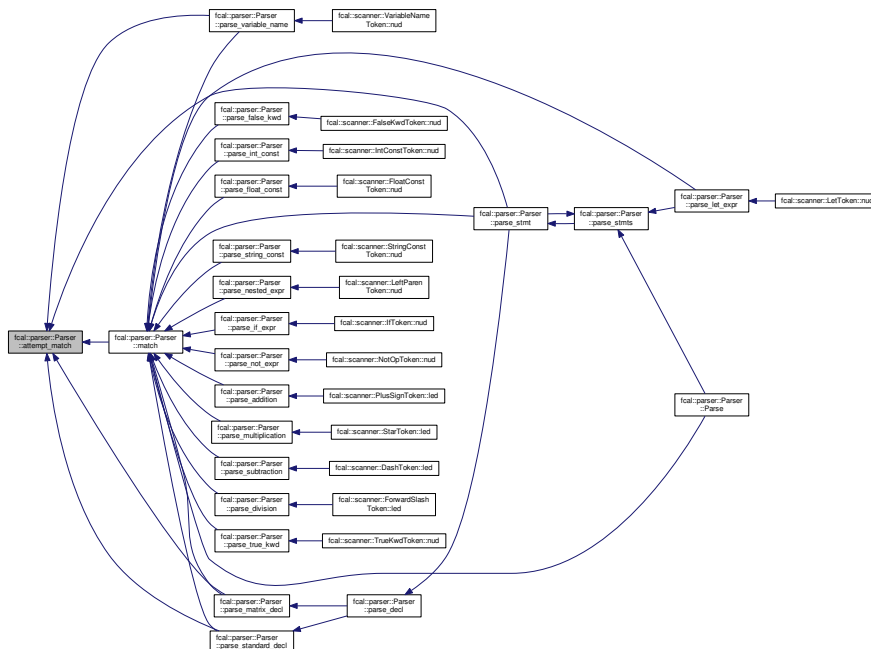 fcal::parser::Parser
::attempt_match
fcal::parser::Parser
::match
fcal::parser::Parser
::parse_variable_name
fcal::scanner::VariableName
Token::nud
fcal::parser::Parser
::parse_false_kwd
fcal::scanner::FalseKwdToken::nud
fcal::parser::Parser
::parse_int_const
fcal::scanner::IntConstToken::nud
fcal::parser::Parser
::parse_float_const
fcal::scanner::FloatConst
Token::nud
fcal::parser::Parser
::parse_string_const
fcal::scanner::StringConst
Token::nud
fcal::parser::Parser
::parse_nested_expr
fcal::scanner::LeftParen
Token::nud
fcal::parser::Parser
::parse_if_expr
fcal::scanner::IfToken::nud
fcal::parser::Parser
::parse_not_expr
fcal::scanner::NotOpToken::nud
fcal::parser::Parser
::parse_addition
fcal::scanner::PlusSignToken::led
fcal::parser::Parser
::parse_multiplication
fcal::scanner::StarToken::led
fcal::parser::Parser
::parse_subtraction
fcal::scanner::DashToken::led
fcal::parser::Parser
::parse_division
fcal::scanner::ForwardSlash
Token::led
fcal::parser::Parser
::parse_true_kwd
fcal::scanner::TrueKwdToken::nud
fcal::parser::Parser
::parse_matrix_decl
fcal::parser::Parser
::parse_standard_decl
fcal::parser::Parser
::parse_decl
fcal::parser::Parser
::parse_stmt
fcal::parser::Parser
::parse_stmts
fcal::parser::Parser
::parse_let_expr
fcal::scanner::LetToken::nud
fcal::parser::Parser
::Parse